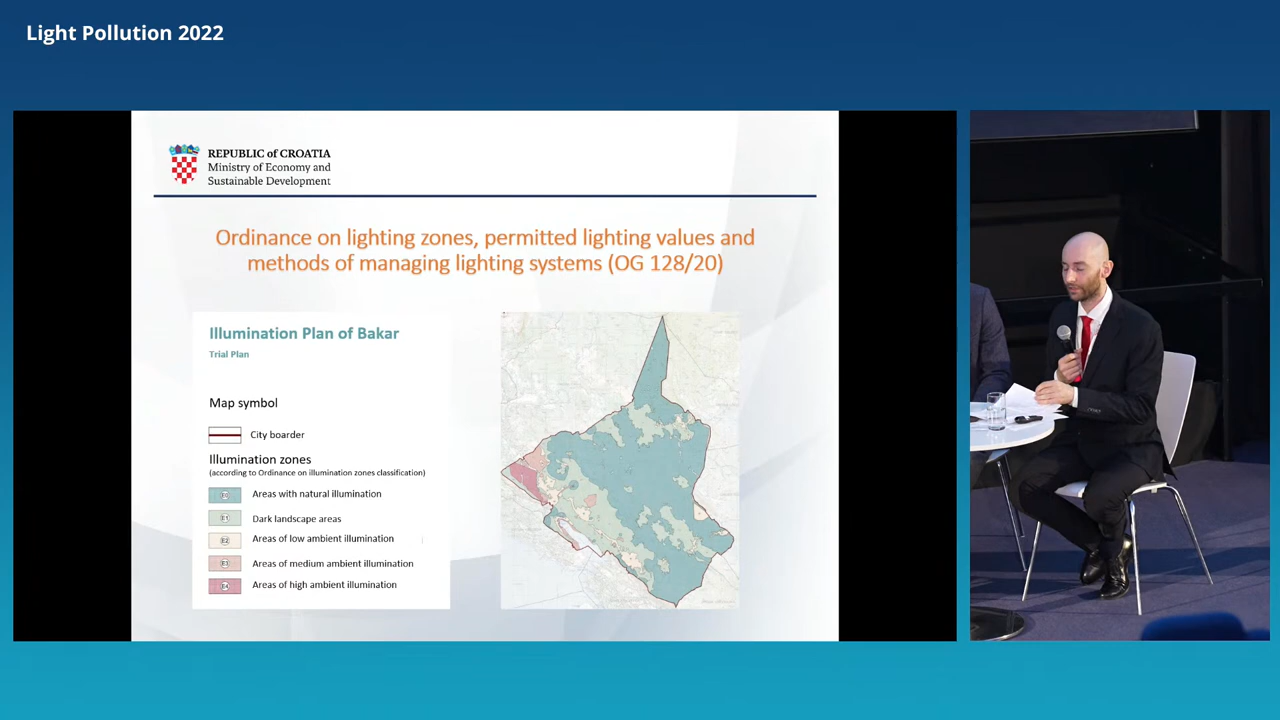 Light Pollution 2022
REPUBLIC of CROATIA
Ministry of Economy and
Sustainable Development
Ordinance on lighting zones, permitted lighting values and
methods of managing lighting systems (OG 128/20)
Illumination Plan of Bakar
Trial Plan
Map symbol
City boarder
Illumination zones
(according to Ordinance on illumination zones classification)
E0 Areas with natural illumination
E1 Dark landscape areas
E2 Areas of low ambient illumination
E3 Areas of medium ambient illumination
E4 Areas of high ambient illumination